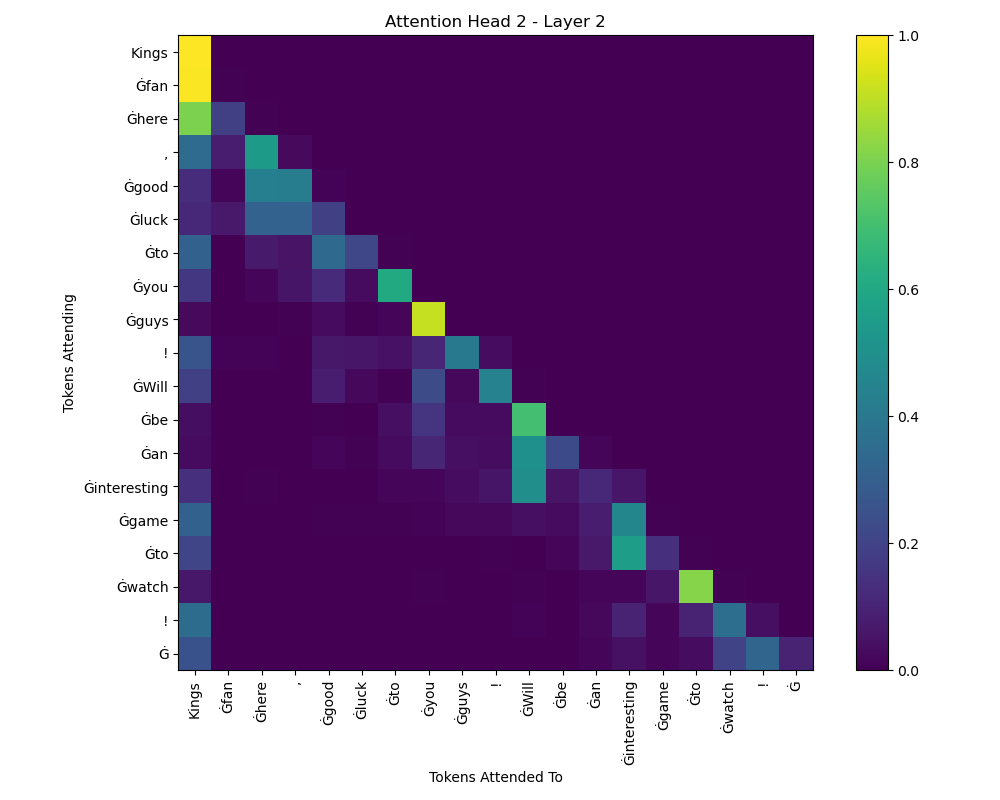 Attention Head 2 - Layer 2
Kings
Ġfan
Ġhere
,
Ġgood
Ġluck
Ġto
Ġyou
Ġguys
!
ĠWill
Ġbe
Ġan
Ġinteresting
Ġgame
Ġto
Ġwatch
!
Ġ
Tokens Attending
Kings
Ġfan
Ġhere
,
Ġgood
Ġluck
Ġto
Ġyou
Ġguys
!
ĠWill
Ġbe
Ġan
Ġinteresting
Ġgame
Ġto
Ġwatch
!
Ġ
Tokens Attended To
1.0
0.8
0.6
0.4
0.2
0.0